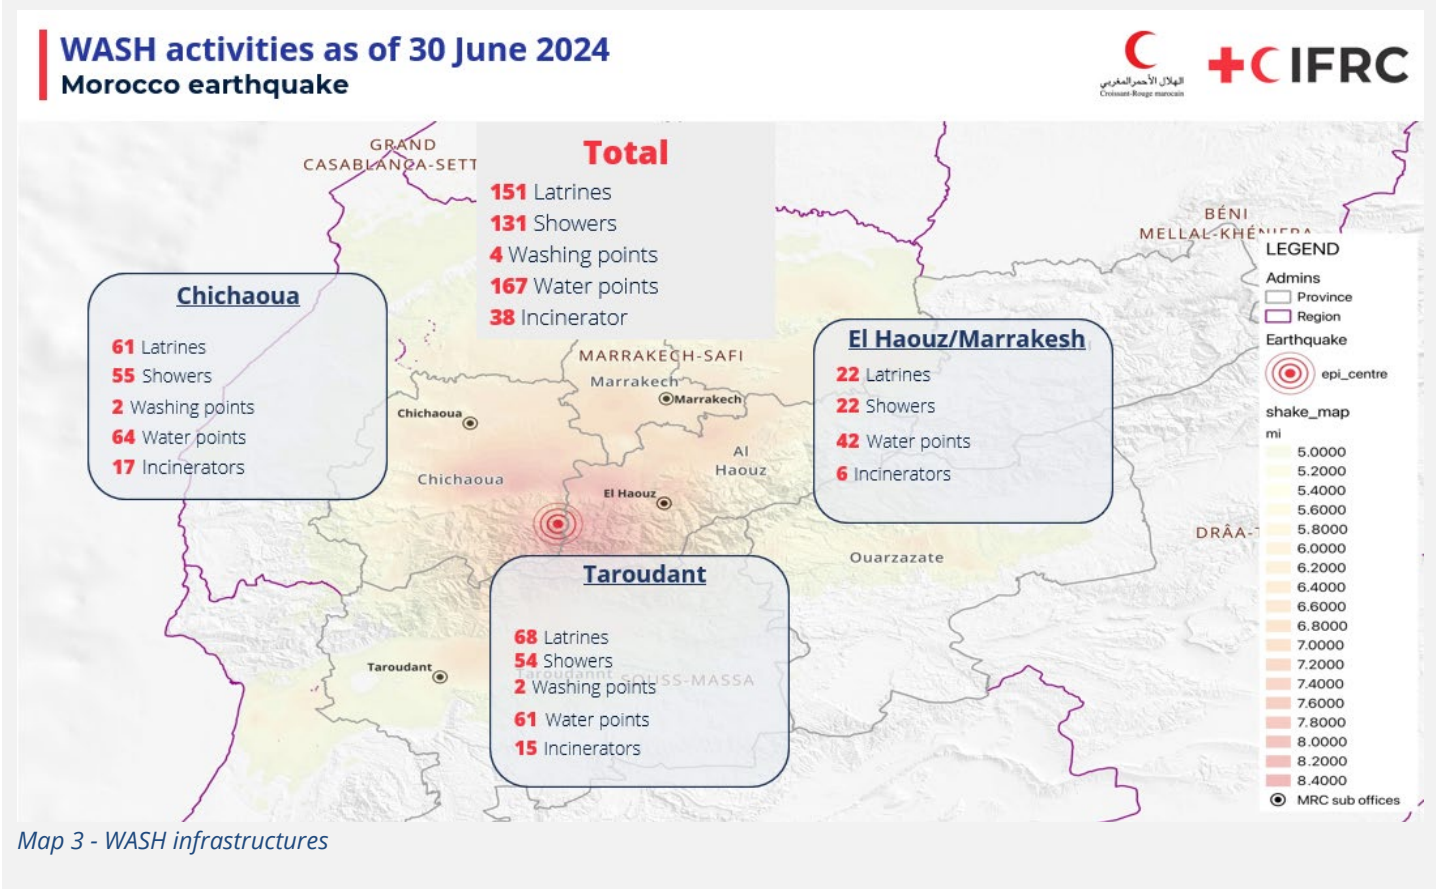 WASH activities as of 30 June 2024
Morocco earthquake
الهلال الأحمر المغربي
Croissant-Rouge marocain
IFRC
GRAND
CASABLANCA-SETT
Total
151 Latrines
131 Showers
4 Washing points
167 Water points
38 Incinerator
BÉNI
MELLAL-KHÉNIFRA
Chichaoua
61 Latrines
55 Showers
2 Washing points
64 Water points
17 Incinerators
El Haouz/Marrakesh
22 Latrines
22 Showers
42 Water points
6 Incinerators
MARRAKECH-SAFI
Marrakech
Marrakech
Chichaoua
Al
Haouz
Chichaoua
El Haouz
DRÂA-T
Ouarzazate
Taroudant
68 Latrines
54 Showers
2 Washing points
61 Water points
15 Incinerators
Taroudannt
SOUSS-MASSA
Taroudant
LEGEND
Admins
Province
Region
Earthquake
epi_centre
shake_map
mi
5.0000
5.2000
5.4000
5.6000
5.8000
6.0000
6.2000
6.4000
6.6000
6.8000
7.0000
7.2000
7.4000
7.6000
7.8000
8.0000
8.2000
8.4000
MRC sub offices
Map 3 - WASH infrastructures